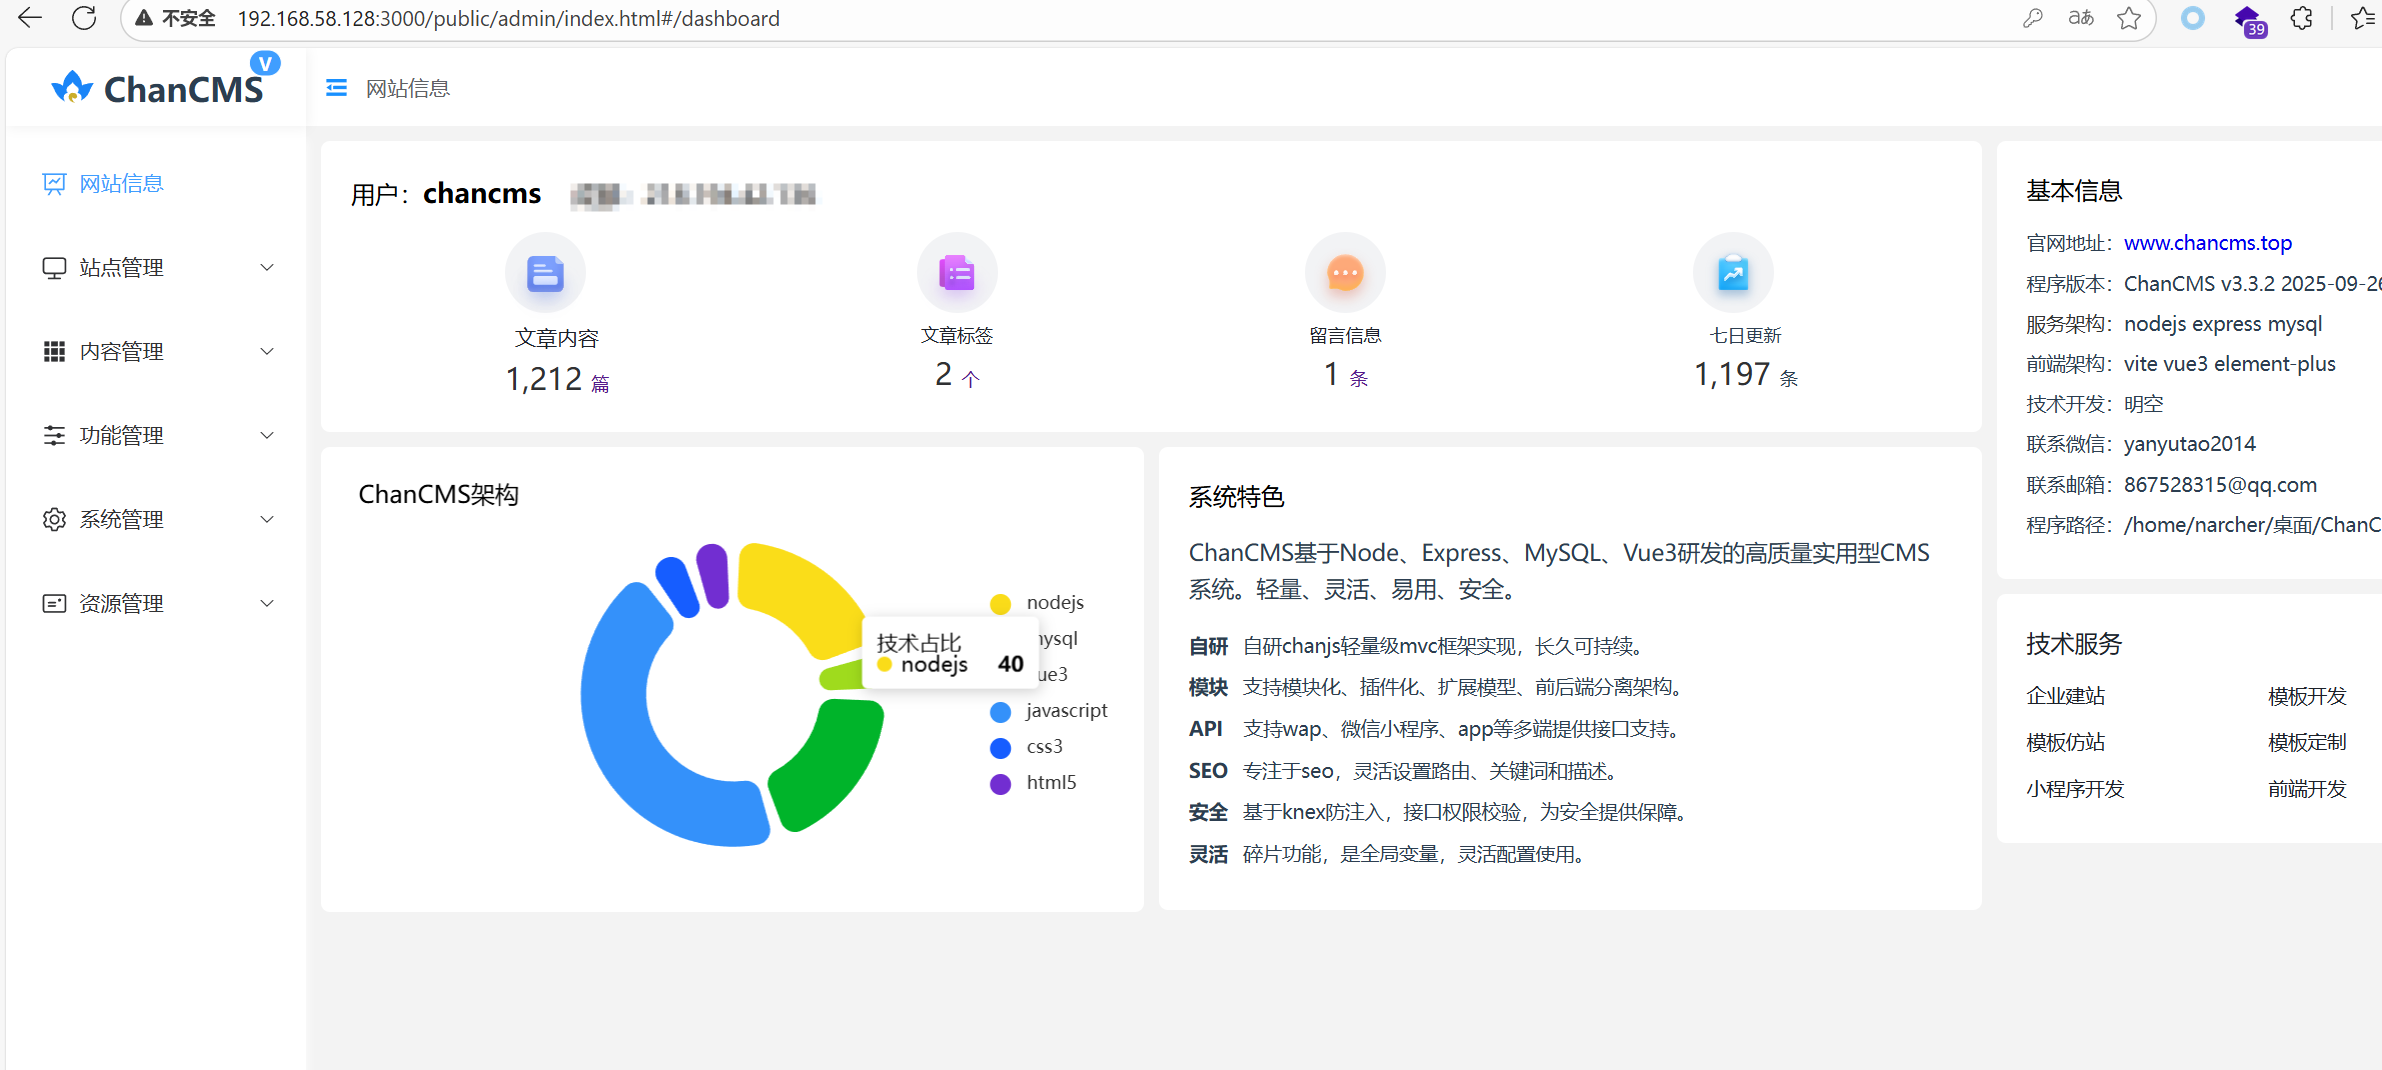 不安全 192.168.58.128:3000/public/admin/index.html#/dashboard
aあ
39
ChanCMS V
网站信息
网站信息
站点管理
内容管理
功能管理
系统管理
资源管理
用户：chancms
文章内容
1,212 篇
文章标签
2 个
留言信息
1 条
七日更新
1,197 条
ChanCMS架构
技术占比
nodejs 40
nodejs
javascript
css3
html5
系统特色
ChanCMS基于Node、Express、MySQL、Vue3研发的高质量实用型CMS
系统。轻量、灵活、易用、安全。
自研 自研chanjs轻量级mvc框架实现，长久可持续。
模块 支持模块化、插件化、扩展模型、前后端分离架构。
API 支持wap、微信小程序、app等多端提供接口支持。
SEO 专注于seo，灵活设置路由、关键词和描述。
安全 基于knex防注入，接口权限校验，为安全提供保障。
灵活 碎片功能，是全局变量，灵活配置使用。
基本信息
官网地址：www.chancms.top
程序版本：ChanCMS v3.3.2 2025-09-26
服务架构：nodejs express mysql
前端架构：vite vue3 element-plus
技术开发：明空
联系微信：yanyutao2014
联系邮箱：867528315@qq.com
程序路径：/home/narcher/桌面/ChanC
技术服务
企业建站 模板开发
模板仿站 模板定制
小程序开发 前端开发